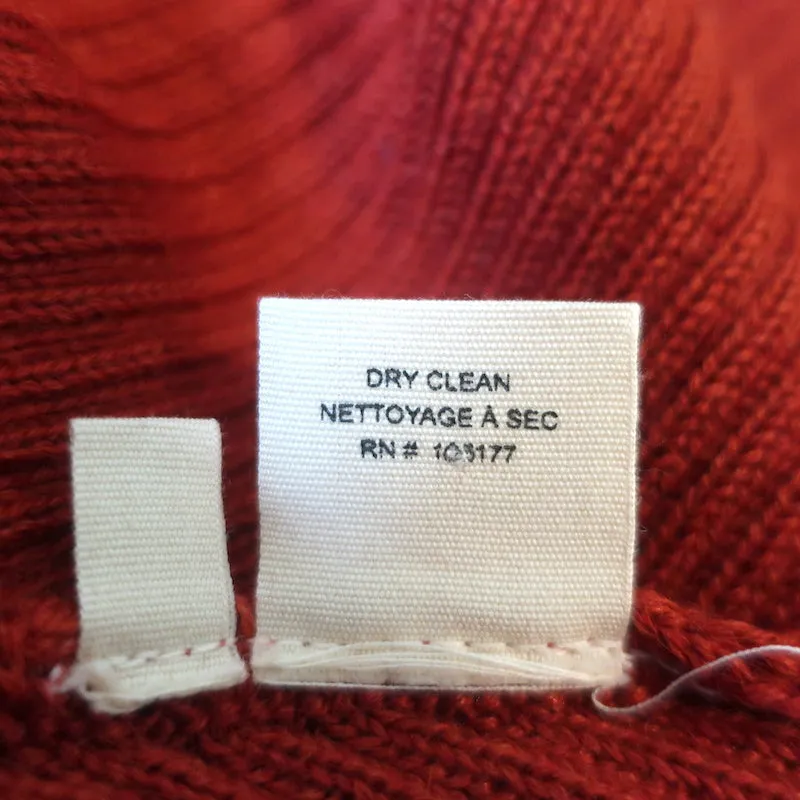 DRY CLEAN
NETTOYAGE À SEC
RN #